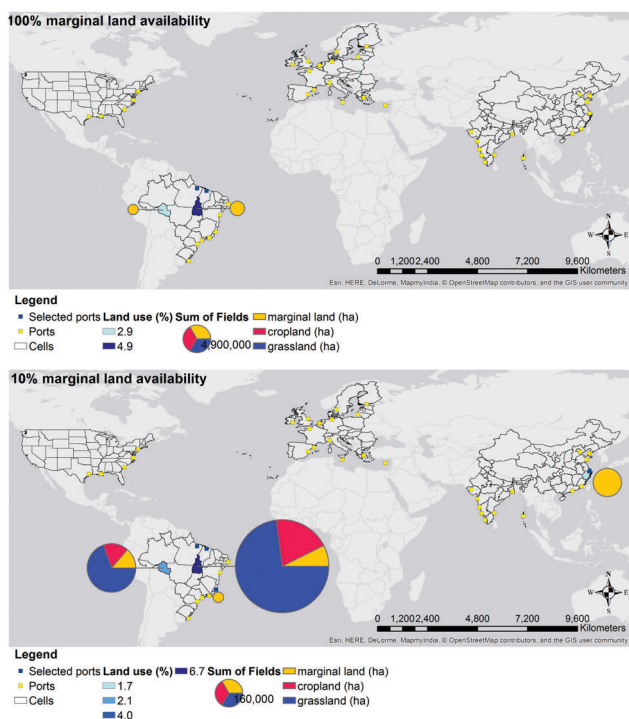 100% marginal land availability
N
W E
S
0 1,200 2,400 4,800 7,200 9,600
Kilometers
Esri, HERE, DeLorme, MapmyIndia, © OpenStreetMap contributors, and the GIS user community
Legend
Selected ports Land use (%) Sum of Fields marginal land (ha)
Ports 2.9 cropland (ha)
Cells 4.9 4,900,000 grassland (ha)
10% marginal land availability
N
W E
S
0 1,200 2,400 4,800 7,200 9,600
Kilometers
Esri, HERE, DeLorme, MapmyIndia, © OpenStreetMap contributors, and the GIS user community
Legend
Selected ports Land use (%) 6.7 Sum of Fields marginal land (ha)
Ports 1.7 cropland (ha)
Cells 2.1 160,000 grassland (ha)
4.0